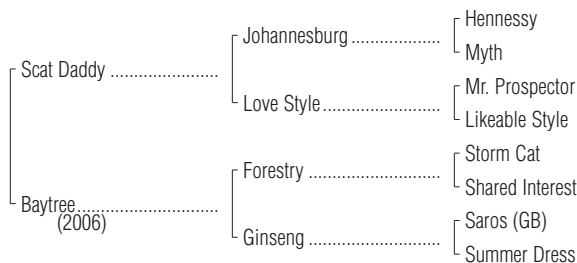 Hennessy
Johannesburg ....................
Myth
Scat Daddy ........................
Mr. Prospector
Love Style ..........................
Likeable Style
Storm Cat
Forestry .............................
Shared Interest
Baytree ................................
(2006)
Saros (GB)
Ginseng .............................
Summer Dress